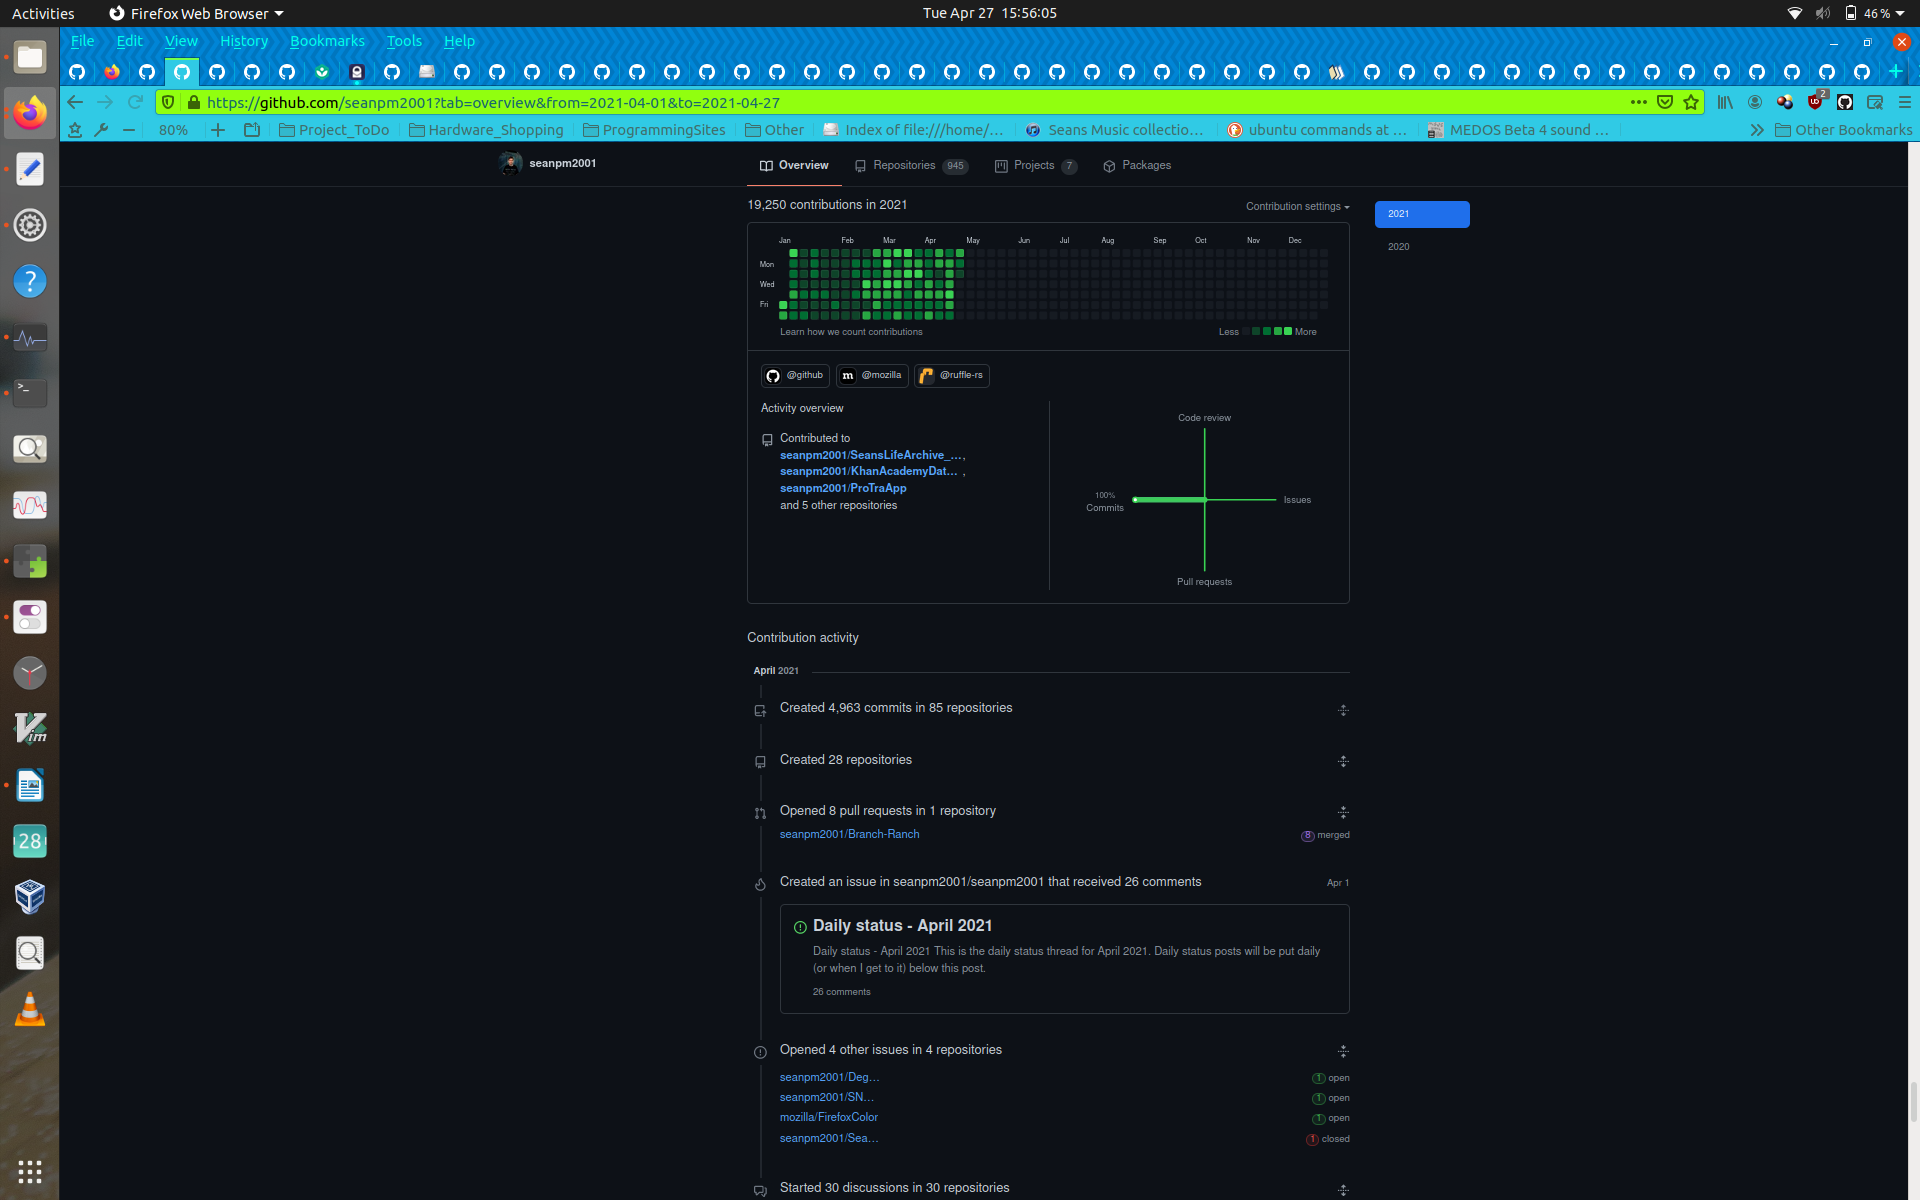 Activities
Firefox Web Browser
Tue Apr 27 15:56:05
46 %
File Edit View History Bookmarks Tools Help
https://github.com/seanpm2001?tab=overview&from=2021-04-01&to=2021-04-27
2
80%
Project_ToDo
Hardware_Shopping
ProgrammingSites
Other
Index of file:///home/...
Seans Music collectio...
ubuntu commands at ...
MEDOS Beta 4 sound ...
Other Bookmarks
seanpm2001
Overview
Repositories 945
Projects 7
Packages
19,250 contributions in 2021
Contribution settings
2021
2020
Jan Feb Mar Apr May Jun Jul Aug Sep Oct Nov Dec
Mon
Wed
Fri
Learn how we count contributions
Less More
@github
m @mozilla
@ruffle-rs
Activity overview
Contributed to
seanpm2001/SeansLifeArchive_...,
seanpm2001/KhanAcademyDat... ,
seanpm2001/ProTraApp
and 5 other repositories
Code review
100%
Commits
Issues
Pull requests
Contribution activity
April 2021
Created 4,963 commits in 85 repositories
Created 28 repositories
Opened 8 pull requests in 1 repository
seanpm2001/Branch-Ranch
8 merged
Created an issue in seanpm2001/seanpm2001 that received 26 comments
Apr 1
Daily status - April 2021
Daily status - April 2021 This is the daily status thread for April 2021. Daily status posts will be put daily
(or when I get to it) below this post.
26 comments
Opened 4 other issues in 4 repositories
seanpm2001/Deg...
1 open
seanpm2001/SN...
1 open
mozilla/FirefoxColor
1 open
seanpm2001/Sea...
1 closed
Started 30 discussions in 30 repositories
?
>_
Vim
28